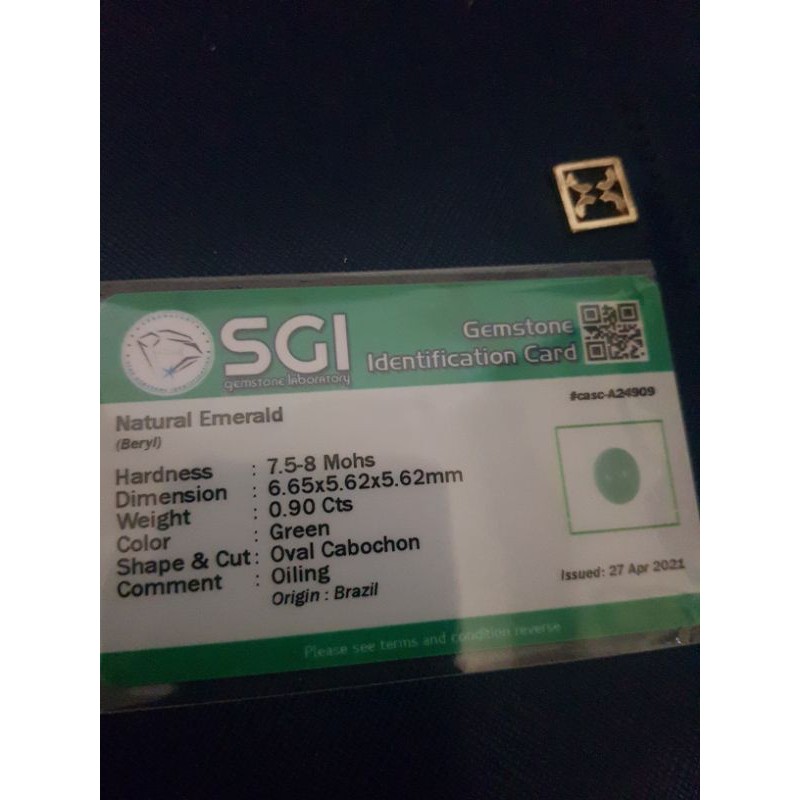 SGI
gemstone laboratory
Gemstone
Identification Card
#casc-A24909
Natural Emerald
(Beryl)
Hardness : 7.5-8 Mohs
Dimension : 6.65x5.62x5.62mm
Weight : 0.90 Cts
Color : Green
Shape & Cut : Oval Cabochon
Comment : Oiling
Origin : Brazil
Issued: 27 Apr 2021
Please see terms and condition reverse